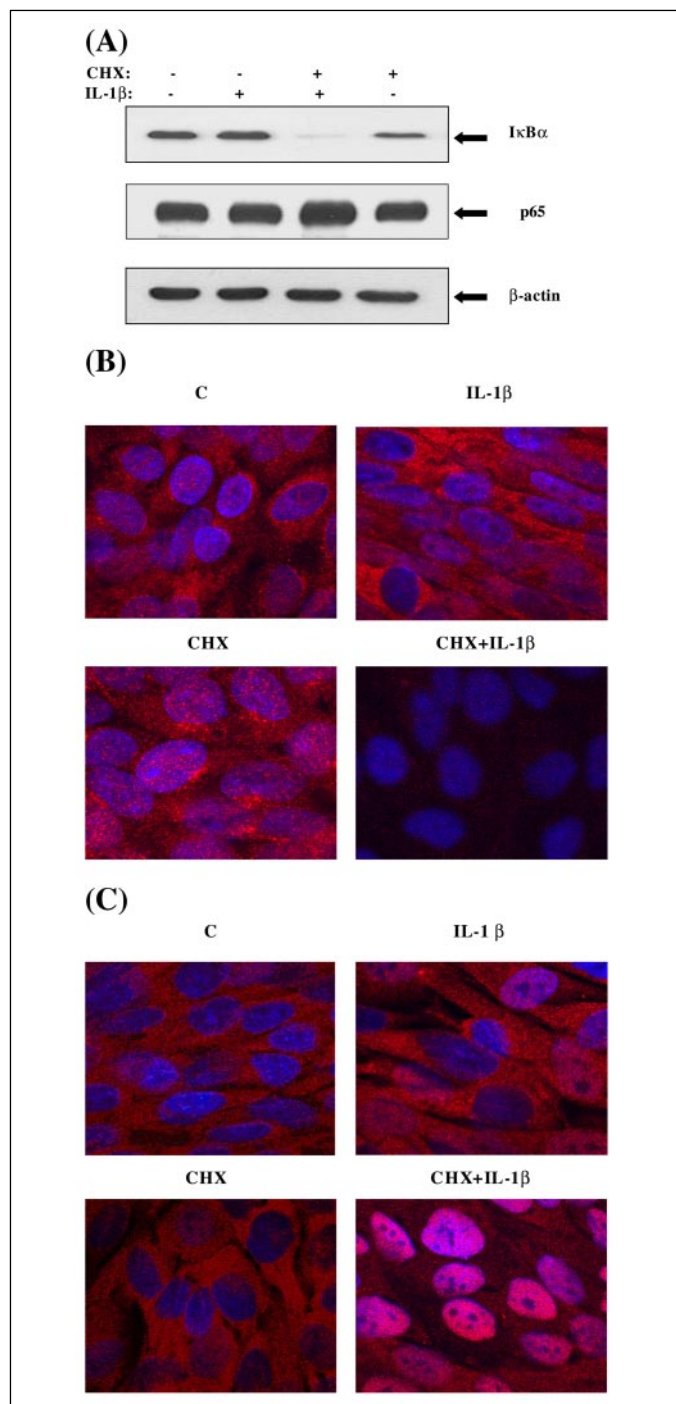 (A)
CHX: - - + +
IL-1β: - + + -
IκBα
p65
β-actin
(B)
C IL-1β
CHX CHX+IL-1β
(C)
C IL-1 β
CHX CHX+IL-1β